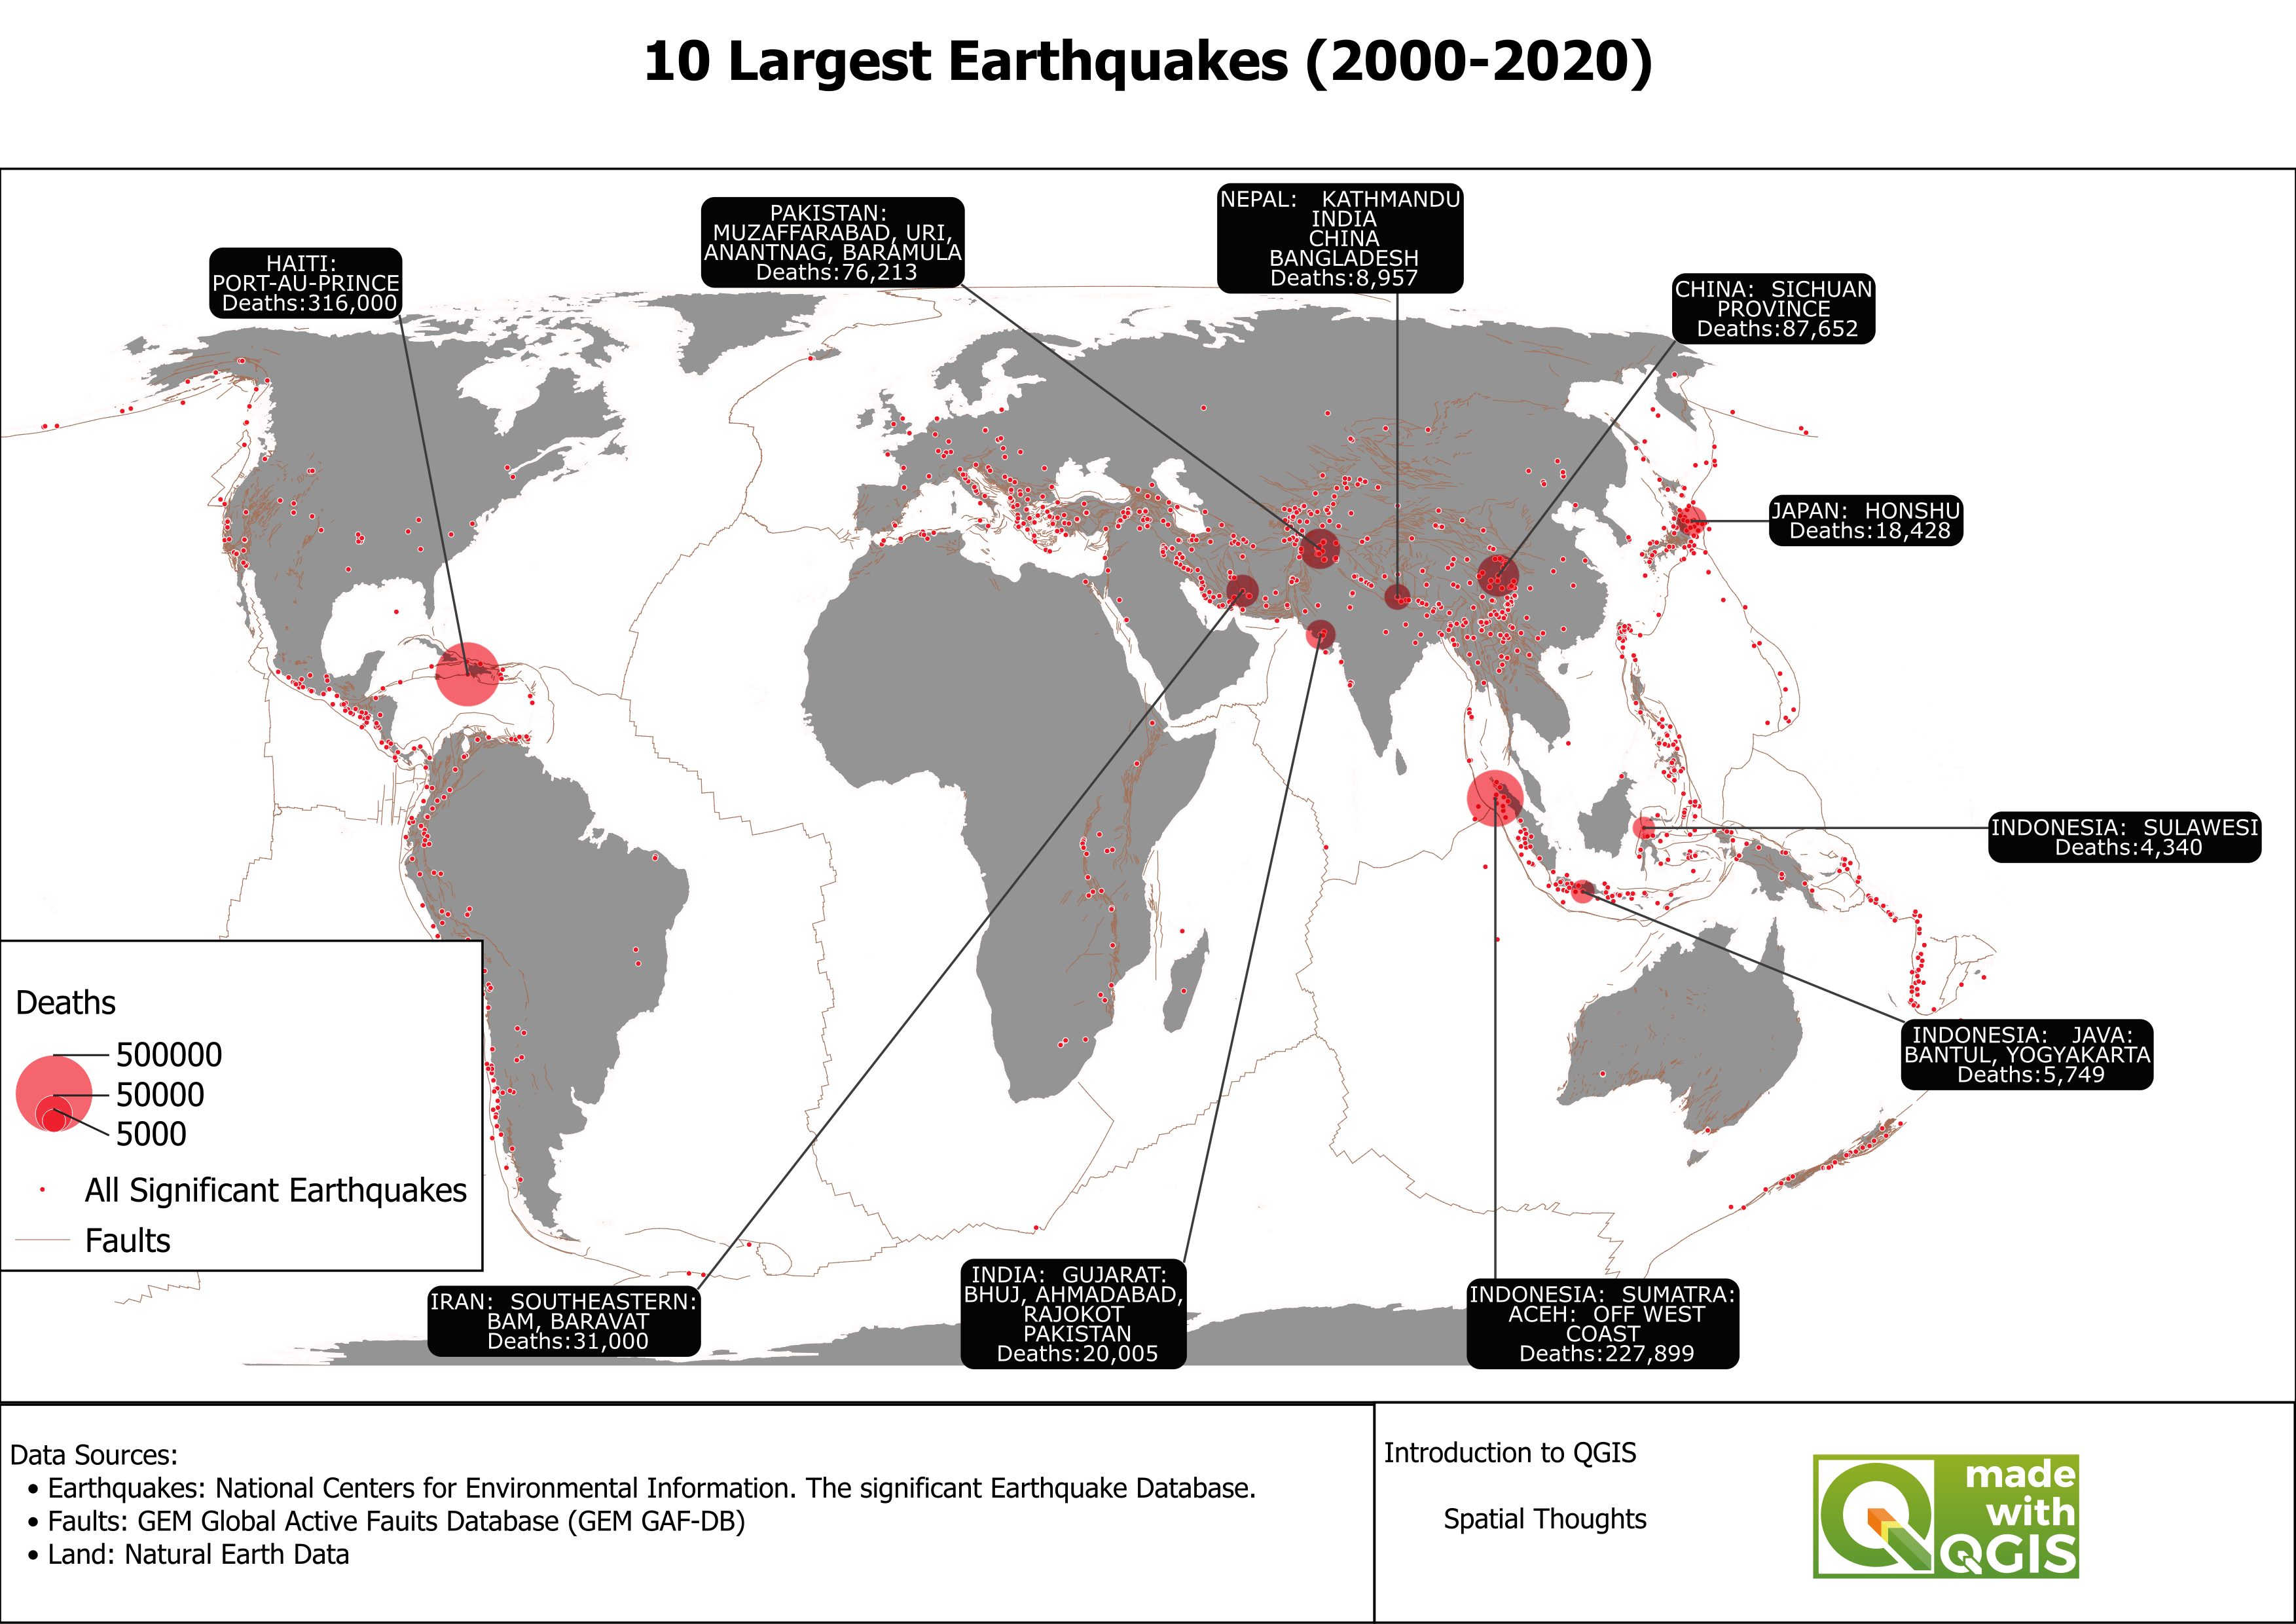 10 Largest Earthquakes (2000-2020)
HAITI:
PORT-AU-PRINCE
Deaths:316,000
PAKISTAN:
MUZAFFARABAD, URI,
ANANTNAG, BARAMULA
Deaths:76,213
NEPAL: KATHMANDU
INDIA
CHINA
BANGLADESH
Deaths:8,957
CHINA: SICHUAN
PROVINCE
Deaths:87,652
JAPAN: HONSHU
Deaths:18,428
INDONESIA: SULAWESI
Deaths:4,340
INDONESIA: JAVA:
BANTUL, YOGYAKARTA
Deaths:5,749
Deaths
500000
50000
5000
All Significant Earthquakes
Faults
IRAN: SOUTHEASTERN:
BAM, BARAVAT
Deaths:31,000
INDIA: GUJARAT:
BHUJ, AHMADABAD,
RAJOKOT
PAKISTAN
Deaths:20,005
INDONESIA: SUMATRA:
ACEH: OFF WEST
COAST
Deaths:227,899
Data Sources:
• Earthquakes: National Centers for Environmental Information. The significant Earthquake Database.
• Faults: GEM Global Active Fauits Database (GEM GAF-DB)
• Land: Natural Earth Data
Introduction to QGIS
Spatial Thoughts
made
with
QGIS